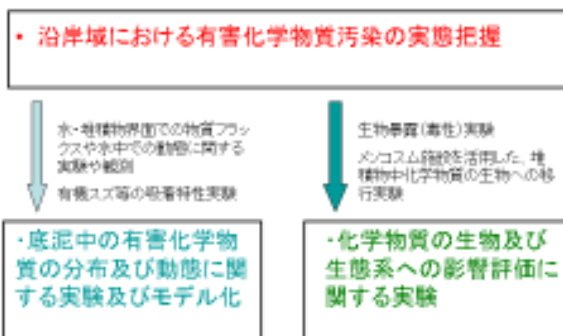 ・ 沿岸域における有害化学物質汚染の実態把握
水・堆積物界面での物質フラッ
クスや水中での動態に関する
実験や観測
有機スズ等の吸着特性実験
生物暴露(毒性)実験
メソコスム施設を活用した、堆
積物中化学物質の生物への移
行実験
・底泥中の有害化学物
質の分布及び動態に関
する実験及びモデル化
・化学物質の生物及び
生態系への影響評価に
関する実験